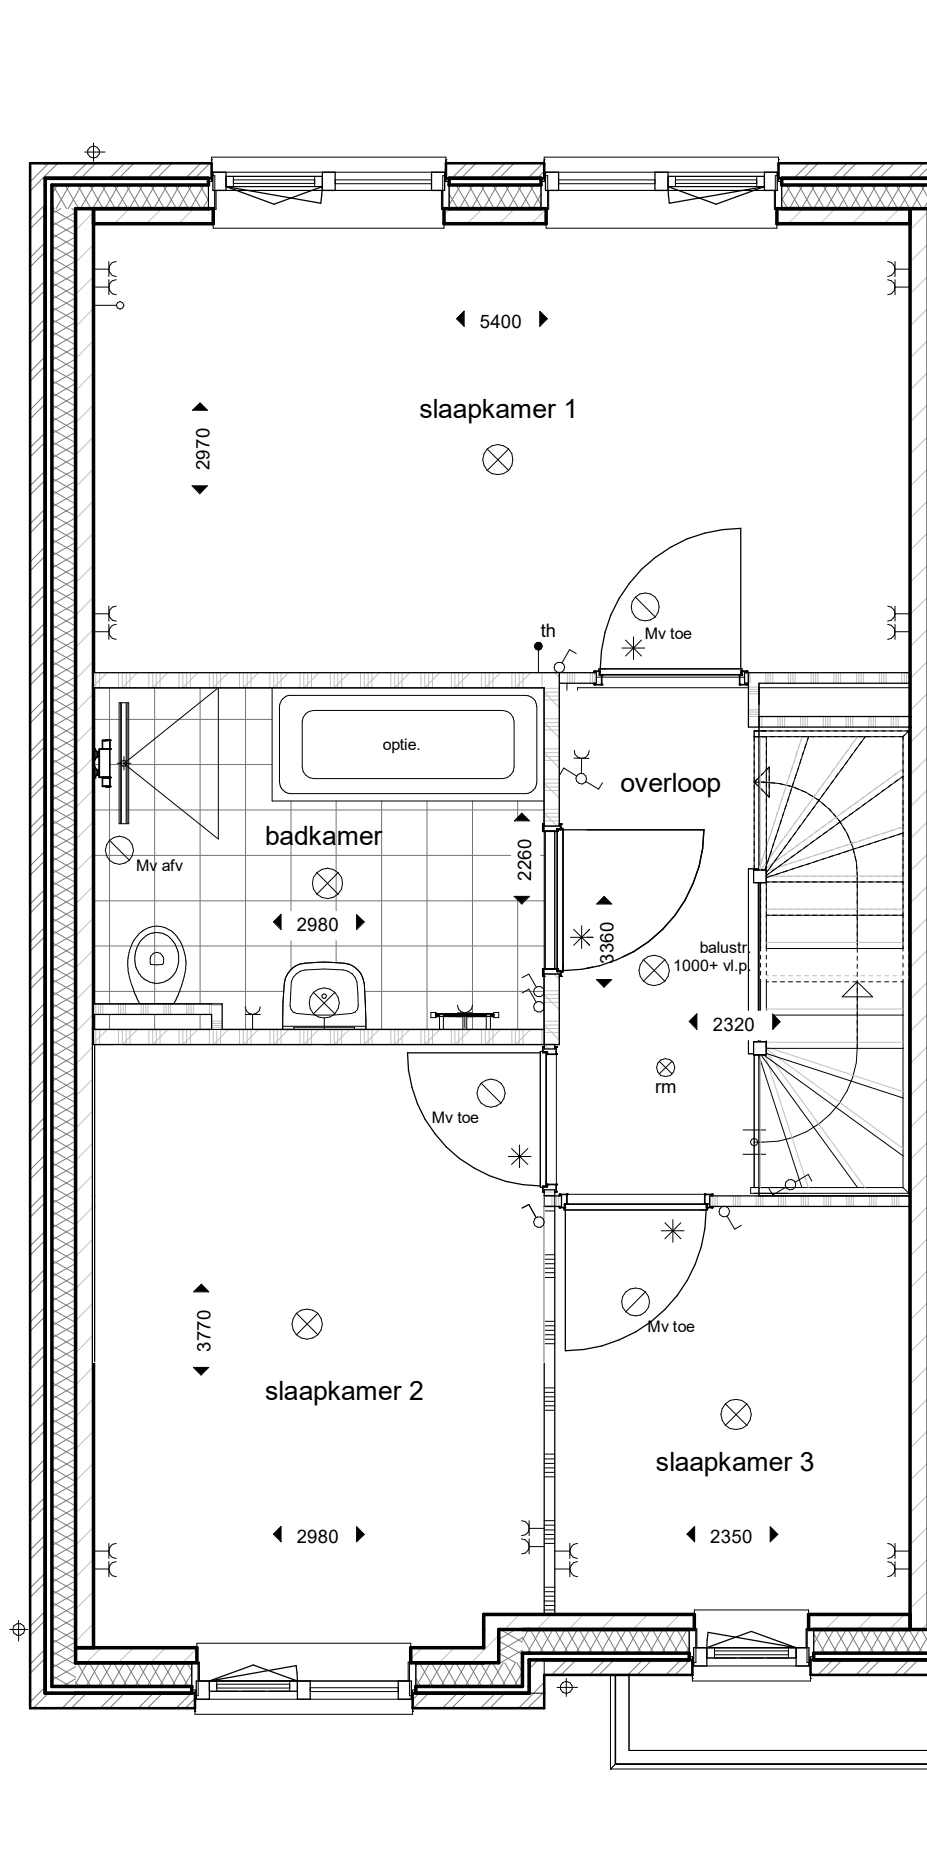 5400
slaapkamer 1
2970
Mv toe
th
optie.
overloop
badkamer
2260
Mv afv
2980
3360
balustr.
1000+ vl.p.
2320
rm
Mv toe
Mv toe
3770
slaapkamer 2
slaapkamer 3
2980
2350